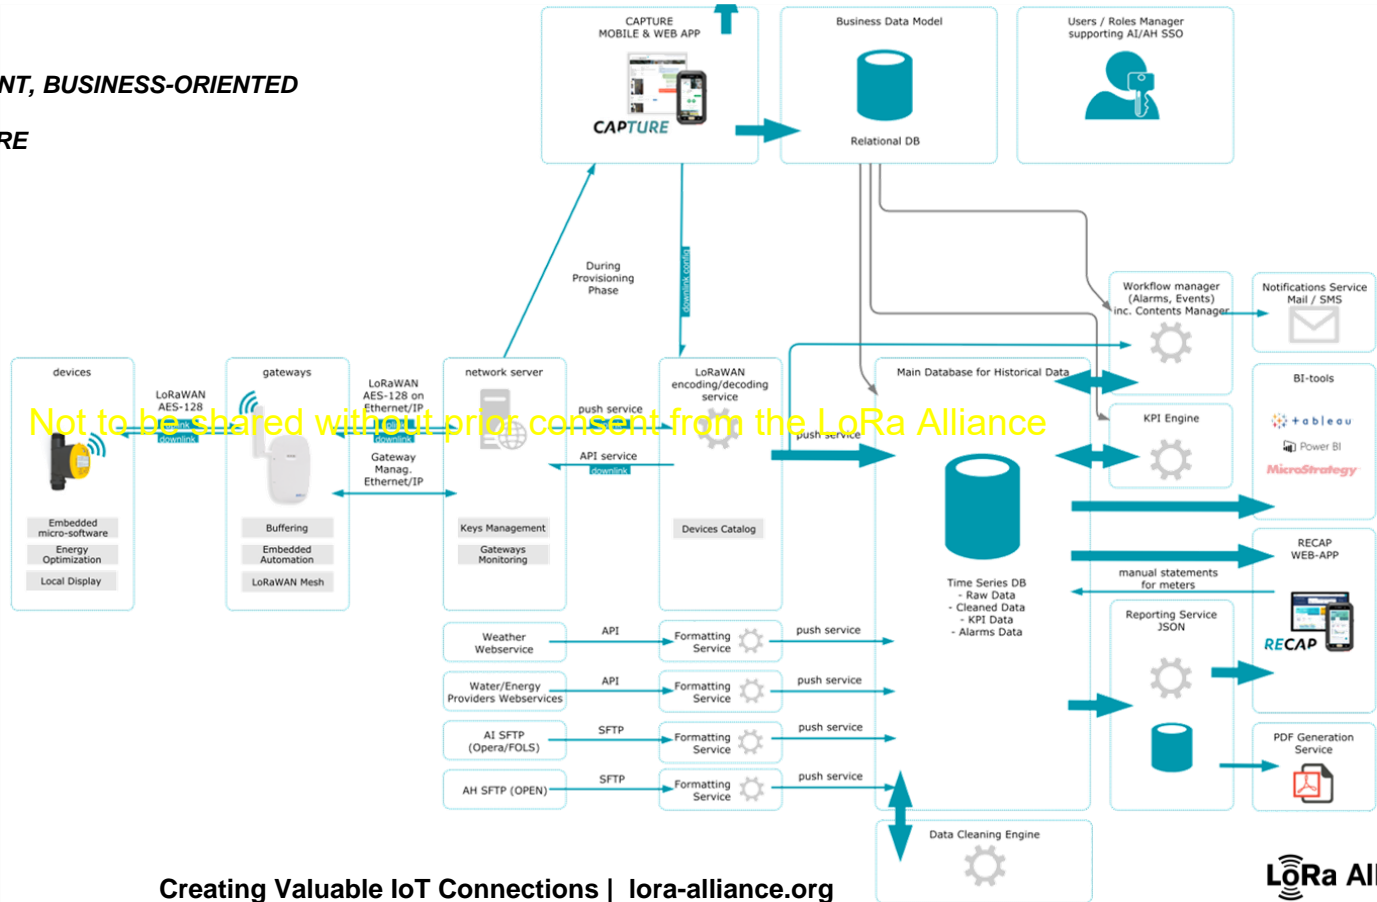 NT, BUSINESS-ORIENTED
RE
CAPTURE
MOBILE & WEB APP
CAPTURE
Business Data Model
Relational DB
Users / Roles Manager
supporting AI/AH SSO
During
Provisioning
Phase
downlink config
Workflow manager
(Alarms, Events)
inc. Contents Manager
Notifications Service
Mail / SMS
devices
LoRaWAN
AES-128
downlink
downlink
Embedded
micro-software
Energy
Optimization
Local Display
gateways
LoRaWAN
AES-128 on
Ethernet/IP
downlink
downlink
Gateway
Manag.
Ethernet/IP
Buffering
Embedded
Automation
LoRaWAN Mesh
network server
push service
API service
downlink
Keys Management
Gateways
Monitoring
LoRaWAN
encoding/decoding
service
Devices Catalog
push service
Main Database for Historical Data
Time Series DB
- Raw Data
- Cleaned Data
- KPI Data
- Alarms Data
KPI Engine
BI-tools
+ableau
Power BI
MicroStrategy
Not to be shared without prior consent from the LoRa Alliance
RECAP
WEB-APP
RECAP
manual statements
for meters
Reporting Service
JSON
PDF Generation
Service
Weather
Webservice
API
Formatting
Service
push service
Water/Energy
Providers Webservices
API
Formatting
Service
push service
AI SFTP
(Opera/FOLS)
SFTP
Formatting
Service
push service
AH SFTP (OPEN)
SFTP
Formatting
Service
push service
Data Cleaning Engine
Creating Valuable IoT Connections | lora-alliance.org
LoRa All